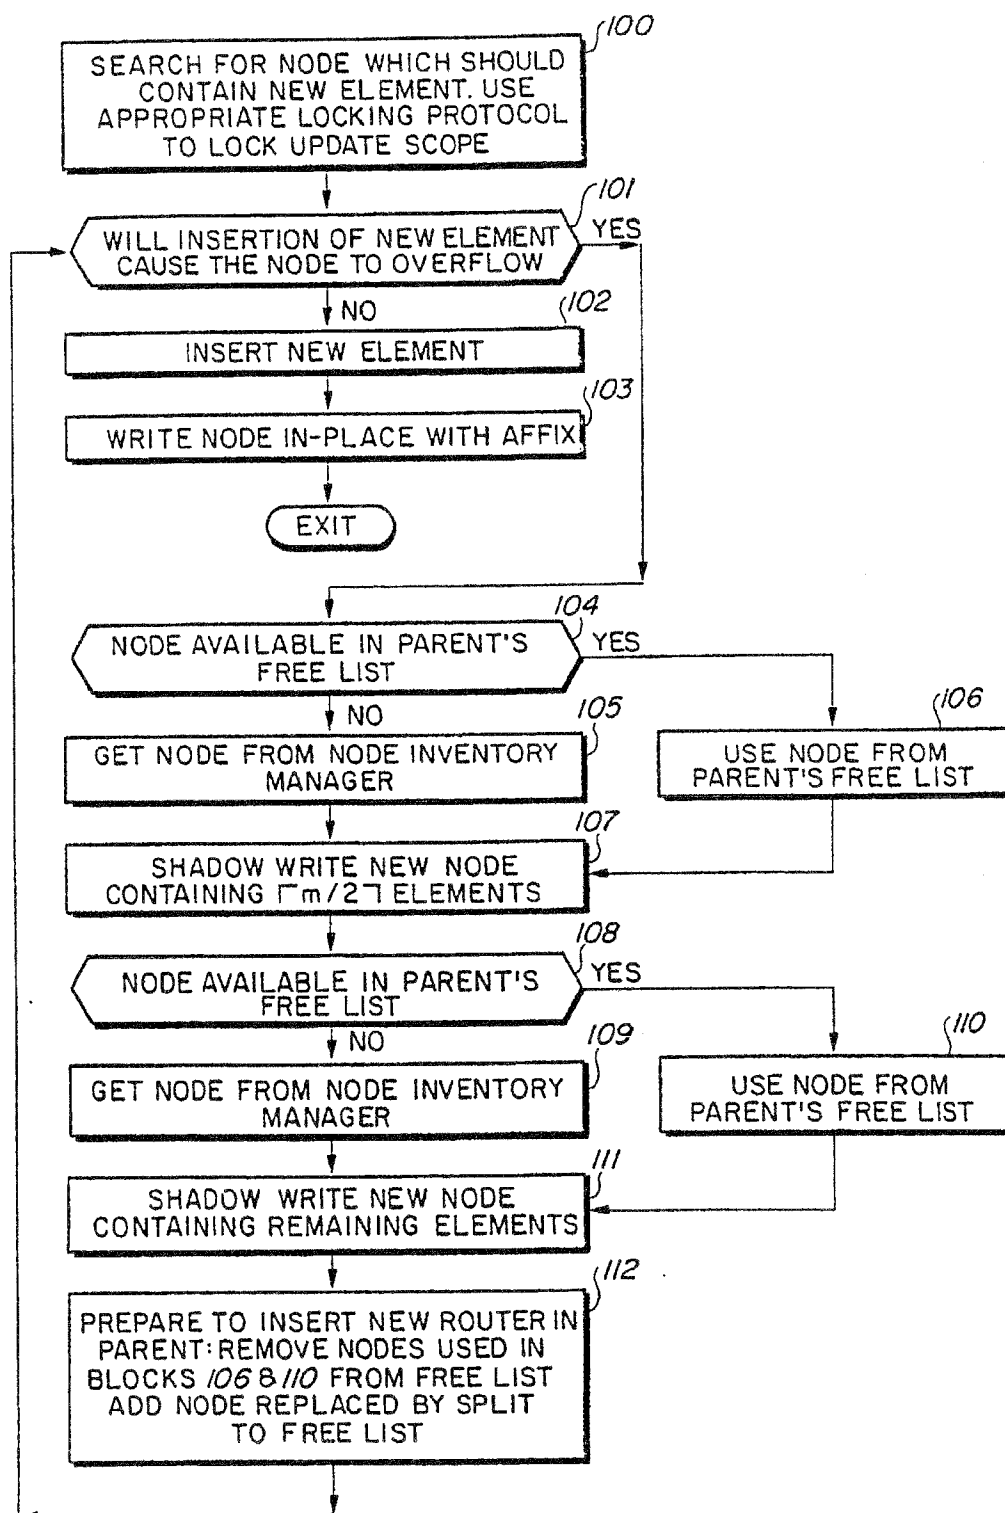 100
SEARCH FOR NODE WHICH SHOULD
CONTAIN NEW ELEMENT. USE
APPROPRIATE LOCKING PROTOCOL
TO LOCK UPDATE SCOPE
101
WILL INSERTION OF NEW ELEMENT
CAUSE THE NODE TO OVERFLOW
YES
NO
102
INSERT NEW ELEMENT
103
WRITE NODE IN-PLACE WITH AFFIX
EXIT
104
NODE AVAILABLE IN PARENT'S
FREE LIST
YES
NO
105
GET NODE FROM NODE INVENTORY
MANAGER
106
USE NODE FROM
PARENT'S FREE LIST
107
SHADOW WRITE NEW NODE
CONTAINING ⌈m/2⌉ ELEMENTS
108
NODE AVAILABLE IN PARENT'S
FREE LIST
YES
NO
109
GET NODE FROM NODE INVENTORY
MANAGER
110
USE NODE FROM
PARENT'S FREE LIST
111
SHADOW WRITE NEW NODE
CONTAINING REMAINING ELEMENTS
112
PREPARE TO INSERT NEW ROUTER IN
PARENT: REMOVE NODES USED IN
BLOCKS 106 & 110 FROM FREE LIST
ADD NODE REPLACED BY SPLIT
TO FREE LIST